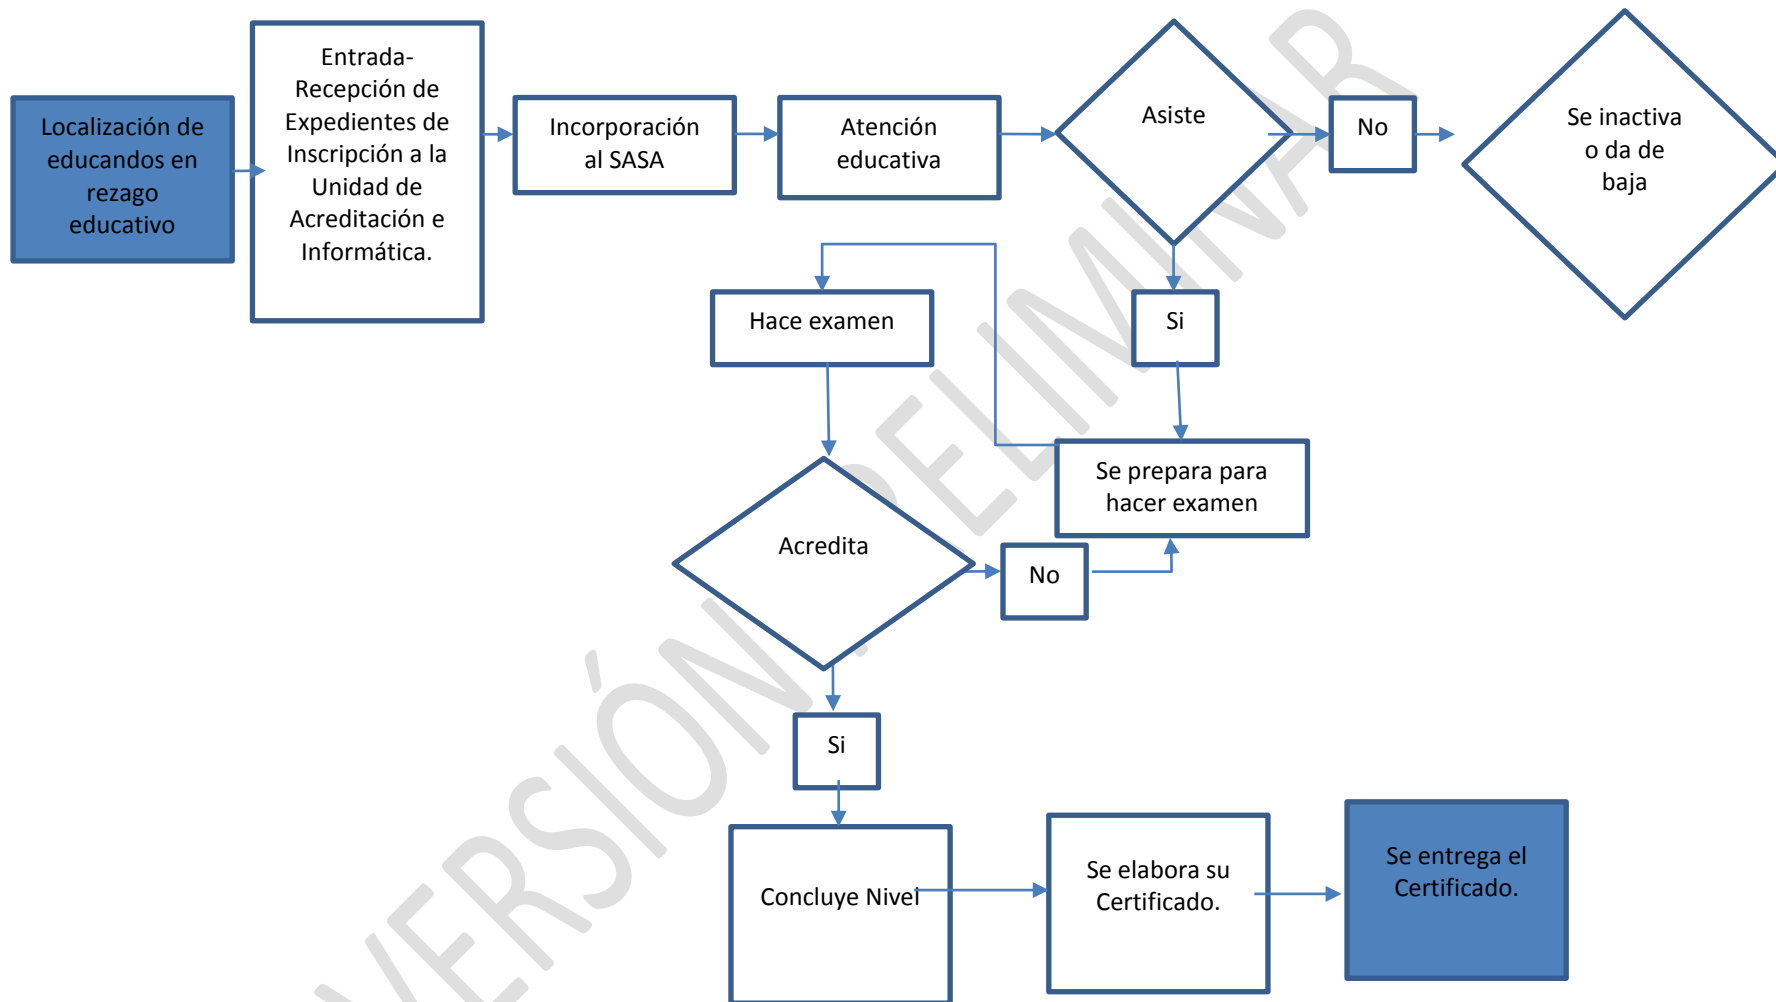 Localización de
educandos en
rezago
educativo
Entrada-
Recepción de
Expedientes de
Inscripción a la
Unidad de
Acreditación e
Informática.
Incorporación
al SASA
Atención
educativa
Asiste
No
Se inactiva
o da de
baja
Si
Hace examen
Se prepara para
hacer examen
Acredita
No
Si
Concluye Nivel
Se elabora su
Certificado.
Se entrega el
Certificado.
VERSIÓN PRELIMINAR